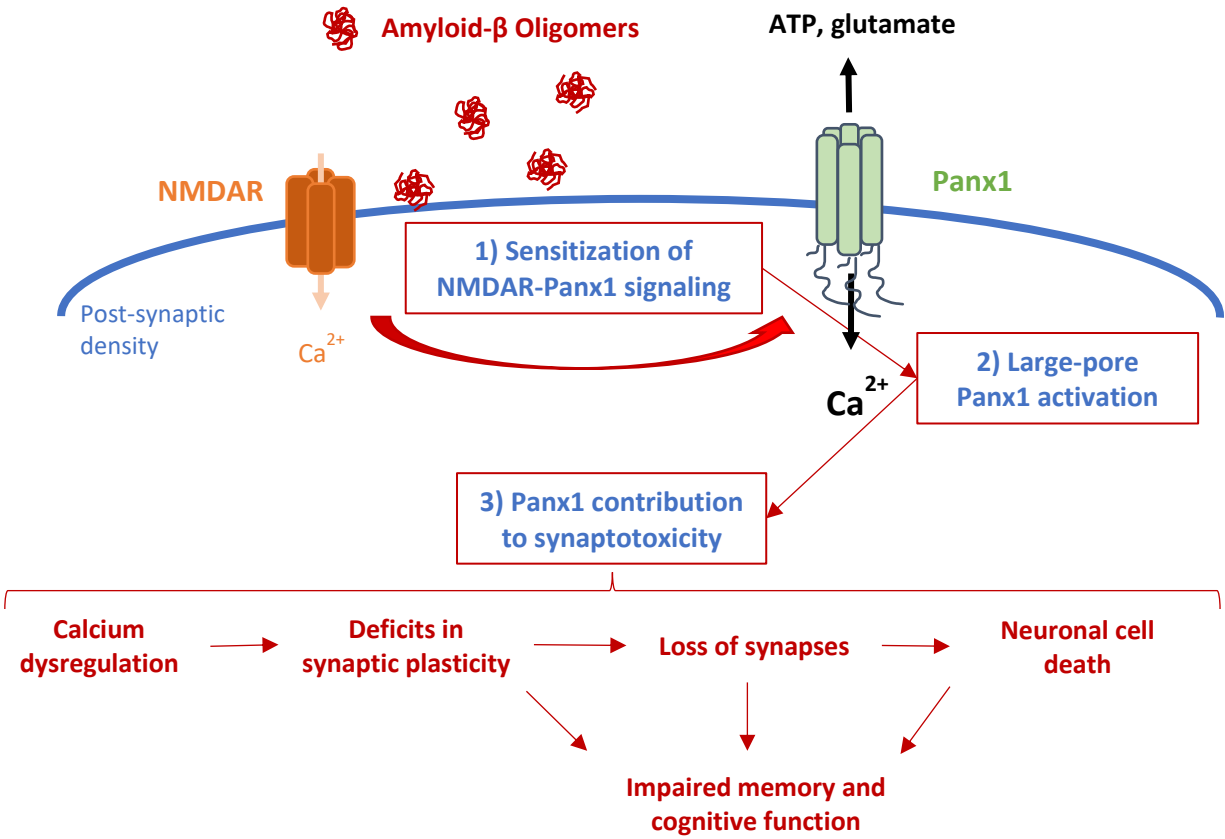 Amyloid-β Oligomers
ATP, glutamate
NMDAR
Panx1
1) Sensitization of
NMDAR-Panx1 signaling
Post-synaptic
density
Ca²⁺
Ca²⁺
2) Large-pore
Panx1 activation
3) Panx1 contribution
to synaptotoxicity
Calcium
dysregulation
Deficits in
synaptic plasticity
Loss of synapses
Neuronal cell
death
Impaired memory and
cognitive function